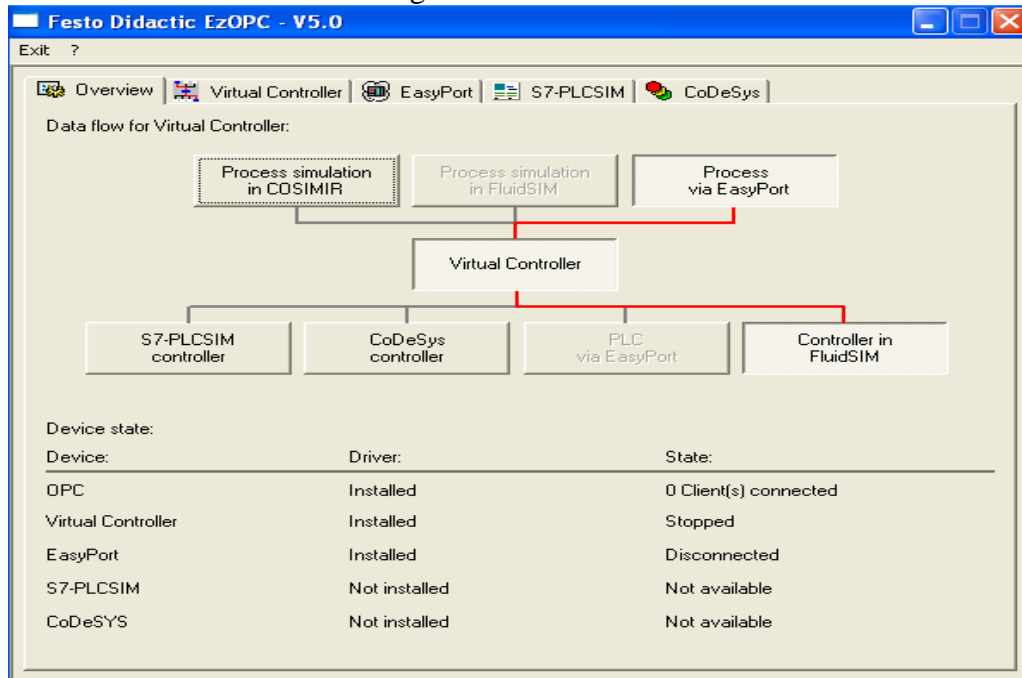 Festo Didactic EzOPC - V5.0
Exit ?
Overview Virtual Controller EasyPort S7-PLCSIM CoDeSys
Data flow for Virtual Controller:
Process simulation Process simulation Process
in COSIMIR in FluidSIM via EasyPort
Virtual Controller
S7-PLCSIM CoDeSys PLC Controller in
controller controller via EasyPort FluidSIM
Device state:
Device: Driver: State:
OPC Installed 0 Client(s) connected
Virtual Controller Installed Stopped
EasyPort Installed Disconnected
S7-PLCSIM Not installed Not available
CoDeSYS Not installed Not available